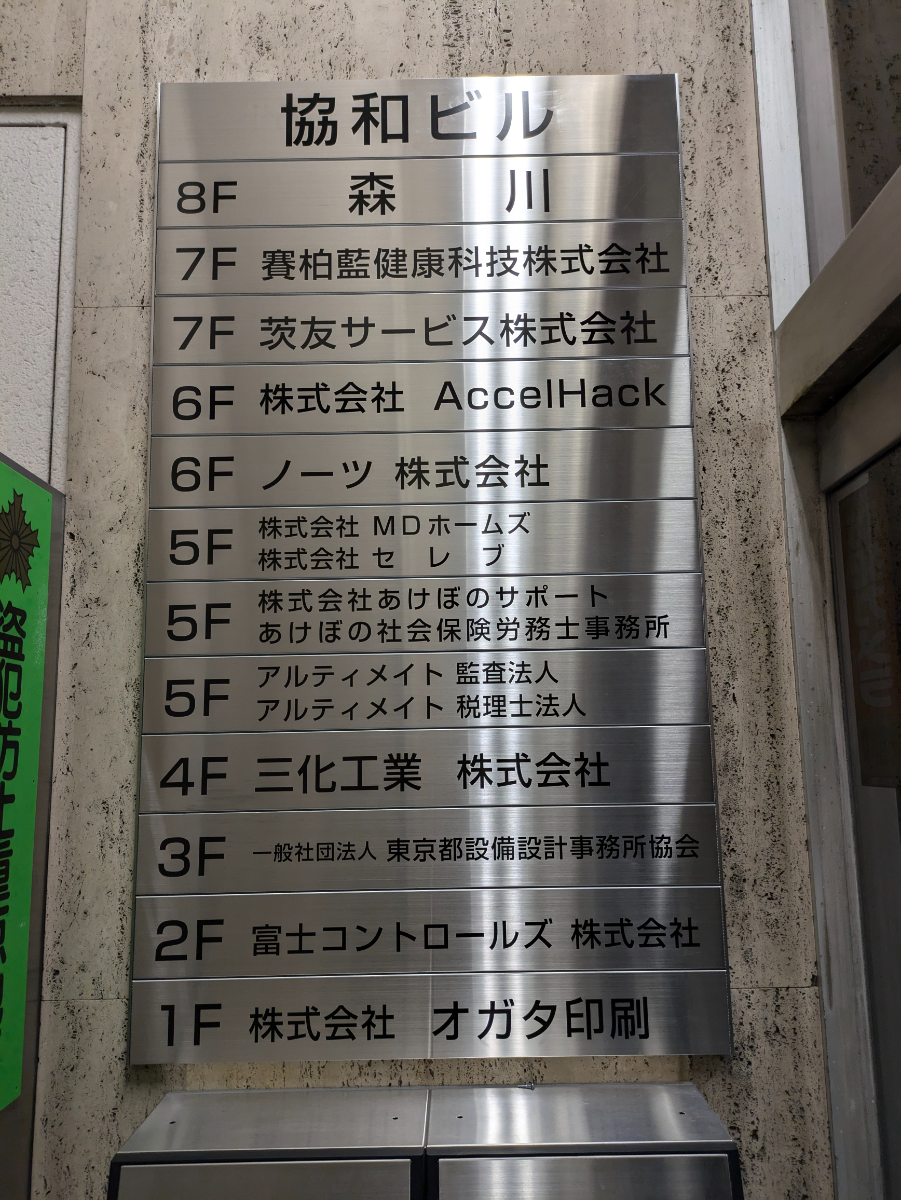 協和ビル
8F 森 川
7F 賽柏藍健康科技株式会社
7F 茨友サービス株式会社
6F 株式会社 AccelHack
6F ノーツ 株式会社
5F 株式会社 MDホームズ
株式会社 セ レ ブ
5F 株式会社あけぼのサポート
あけぼの社会保険労務士事務所
5F アルティメイト 監査法人
アルティメイト 税理士法人
4F 三化工業 株式会社
3F 一般社団法人 東京都設備設計事務所協会
2F 富士コントロールズ 株式会社
1F 株式会社 オガタ印刷
盗犯防止重点